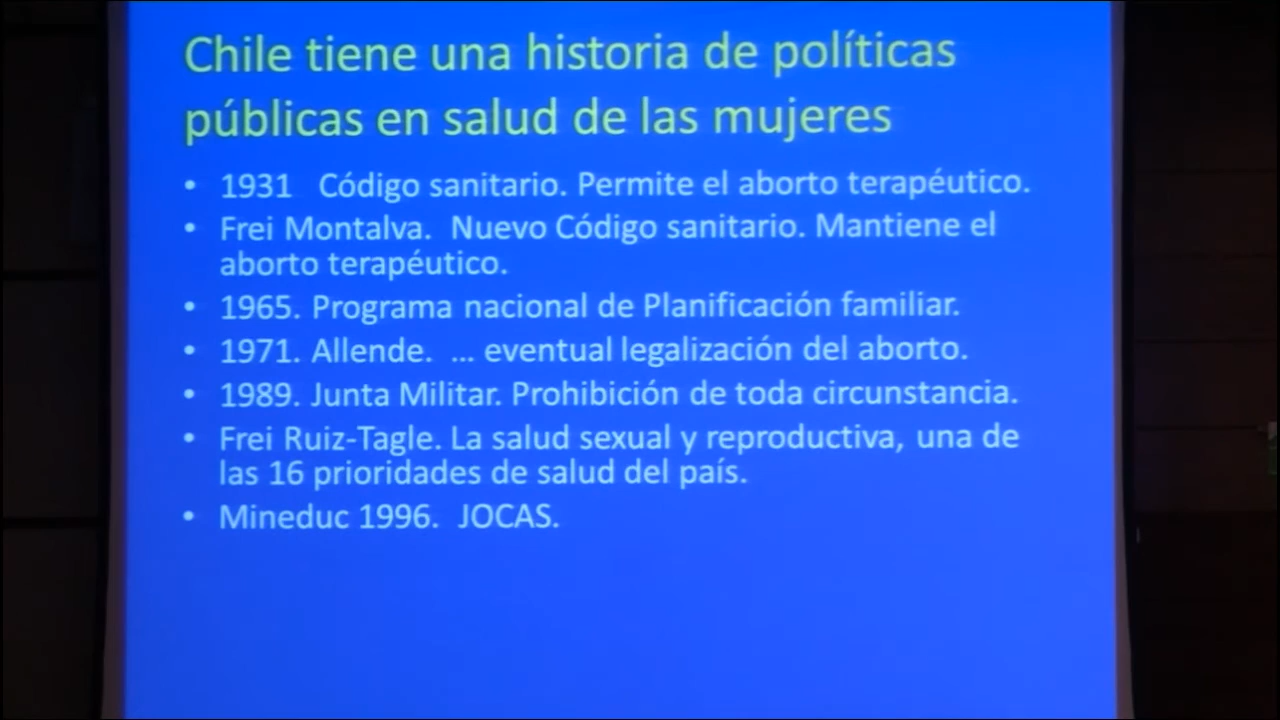 Chile tiene una historia de políticas
públicas en salud de las mujeres
• 1931 Código sanitario. Permite el aborto terapéutico.
• Frei Montalva. Nuevo Código sanitario. Mantiene el
aborto terapéutico.
• 1965. Programa nacional de Planificación familiar.
• 1971. Allende. ... eventual legalización del aborto.
• 1989. Junta Militar. Prohibición de toda circunstancia.
• Frei Ruiz-Tagle. La salud sexual y reproductiva, una de
las 16 prioridades de salud del país.
• Mineduc 1996. JOCAS.